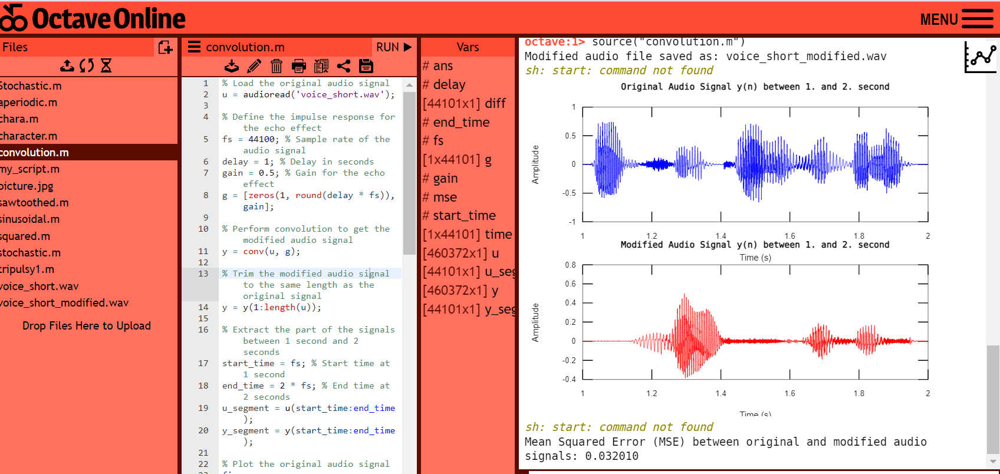 Octave Online
MENU
Files
Stochastic.m
aperiodic.m
chara.m
character.m
convolution.m
my_script.m
picture.jpg
sawtoothed.m
sinusoidal.m
squared.m
stochastic.m
tripulsy1.m
voice_short.wav
voice_short_modified.wav
Drop Files Here to Upload
convolution.m
RUN
1 % Load the original audio signal
2 u = audioread('voice_short.wav');
3
4 % Define the impulse response for
the echo effect
5 fs = 44100; % Sample rate of the
audio signal
6 delay = 1; % Delay in seconds
7 gain = 0.5; % Gain for the echo
effect
8 g = [zeros(1, round(delay * fs)),
gain];
9
10 % Perform convolution to get the
modified audio signal
11 y = conv(u, g);
12
13 % Trim the modified audio signal
to the same length as the
original signal
14 y = y(1:length(u));
15
16 % Extract the part of the signals
between 1 second and 2
seconds
17 start_time = fs; % Start time at
1 second
18 end_time = 2 * fs; % End time at
2 seconds
19 u_segment = u(start_time:end_time
);
20 y_segment = y(start_time:end_time
);
21
22 % Plot the original audio signal
Vars
# ans
# delay
[44101x1] diff
# end_time
# fs
[1x44101] g
# gain
# mse
# start_time
[1x44101] time
[460372x1] u
[44101x1] u_seg
[460372x1] y
[44101x1] y_seg
octave:1> source("convolution.m")
Modified audio file saved as: voice_short_modified.wav
sh: start: command not found
Original Audio Signal y(n) between 1. and 2. second
1
0.5
0
-0.5
-1
Amplitude
1 1.2 1.4 1.6 1.8 2
Modified Audio Signal y(n) between 1. and 2. second
Time (s)
0.8
0.6
0.4
0.2
0
-0.2
-0.4
Amplitude
1 1.2 1.4 1.6 1.8 2
Time (s)
sh: start: command not found
Mean Squared Error (MSE) between original and modified audio
signals: 0.032010